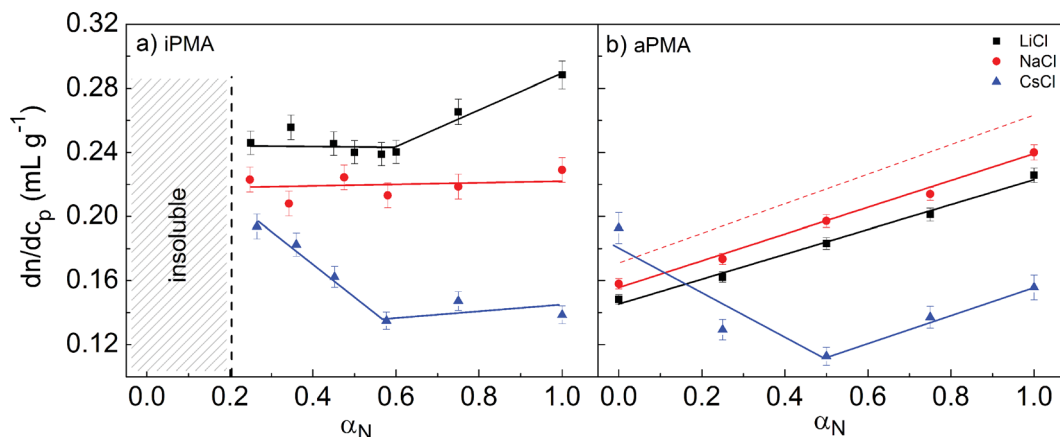 a) iPMA
b) aPMA
LiCl
NaCl
CsCl
0.32
0.28
0.24
0.20
0.16
0.12
dn/dcₚ (mL g⁻¹)
insoluble
0.0 0.2 0.4 0.6 0.8 1.0
0.0 0.2 0.4 0.6 0.8 1.0
α_N
α_N